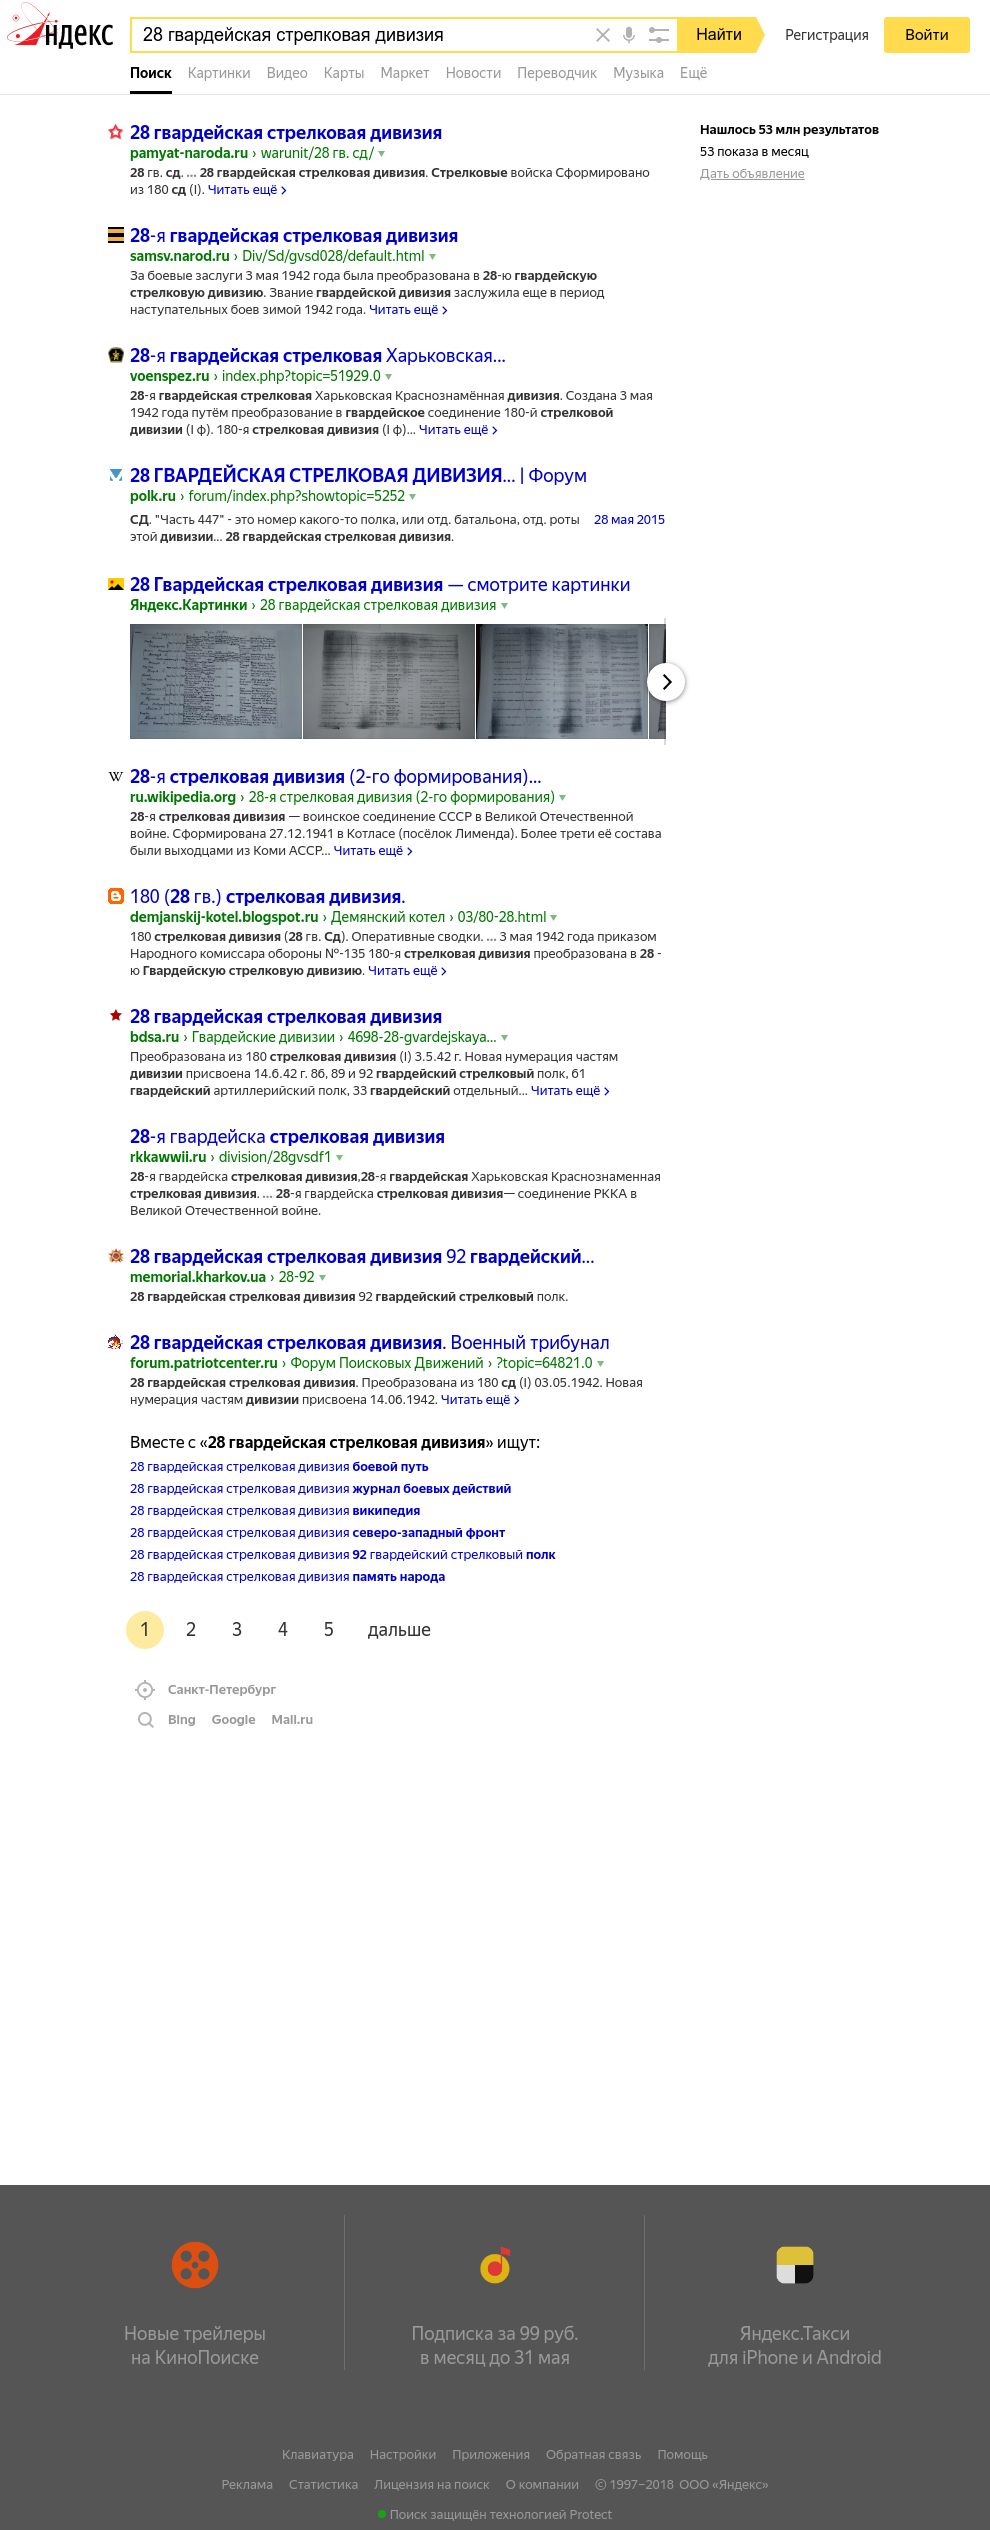 Яндекс
28 гвардейская стрелковая дивизия
Найти
Регистрация
Войти
Поиск Картинки Видео Карты Маркет Новости Переводчик Музыка Ещё
28 гвардейская стрелковая дивизия
pamyat-naroda.ru › warunit/28 гв. сд/
28 гв. сд. ... 28 гвардейская стрелковая дивизия. Стрелковые войска Сформировано
из 180 сд (I). Читать ещё >
Нашлось 53 млн результатов
53 показа в месяц
Дать объявление
28-я гвардейская стрелковая дивизия
samsv.narod.ru › Div/Sd/gvsd028/default.html
За боевые заслуги 3 мая 1942 года была преобразована в 28-ю гвардейскую
стрелковую дивизию. Звание гвардейской дивизия заслужила еще в период
наступательных боев зимой 1942 года. Читать ещё >
28-я гвардейская стрелковая Харьковская...
voenspez.ru › index.php?topic=51929.0
28-я гвардейская стрелковая Харьковская Краснознамённая дивизия. Создана 3 мая
1942 года путём преобразование в гвардейское соединение 180-й стрелковой
дивизии (I ф). 180-я стрелковая дивизия (I ф)... Читать ещё >
28 ГВАРДЕЙСКАЯ СТРЕЛКОВАЯ ДИВИЗИЯ... | Форум
polk.ru › forum/index.php?showtopic=5252
СД. "Часть 447" - это номер какого-то полка, или отд. батальона, отд. роты 28 мая 2015
этой дивизии... 28 гвардейская стрелковая дивизия.
28 Гвардейская стрелковая дивизия — смотрите картинки
Яндекс.Картинки › 28 гвардейская стрелковая дивизия
28-я стрелковая дивизия (2-го формирования)...
ru.wikipedia.org › 28-я стрелковая дивизия (2-го формирования)
28-я стрелковая дивизия — воинское соединение СССР в Великой Отечественной
войне. Сформирована 27.12.1941 в Котласе (посёлок Лименда). Более трети её состава
были выходцами из Коми АССР... Читать ещё >
180 (28 гв.) стрелковая дивизия.
demjanskij-kotel.blogspot.ru › Демянский котел › 03/80-28.html
180 стрелковая дивизия (28 гв. Сд). Оперативные сводки. ... 3 мая 1942 года приказом
Народного комиссара обороны №-135 180-я стрелковая дивизия преобразована в 28 -
ю Гвардейскую стрелковую дивизию. Читать ещё >
28 гвардейская стрелковая дивизия
bdsa.ru › Гвардейские дивизии › 4698-28-gvardejskaya...
Преобразована из 180 стрелковая дивизия (I) 3.5.42 г. Новая нумерация частям
дивизии присвоена 14.6.42 г. 86, 89 и 92 гвардейский стрелковый полк, 61
гвардейский артиллерийский полк, 33 гвардейский отдельный... Читать ещё >
28-я гвардейска стрелковая дивизия
rkkawwii.ru › division/28gvsdf1
28-я гвардейска стрелковая дивизия,28-я гвардейская Харьковская Краснознаменная
стрелковая дивизия. ... 28-я гвардейска стрелковая дивизия— соединение РККА в
Великой Отечественной войне.
28 гвардейская стрелковая дивизия 92 гвардейский...
memorial.kharkov.ua › 28-92
28 гвардейская стрелковая дивизия 92 гвардейский стрелковый полк.
28 гвардейская стрелковая дивизия. Военный трибунал
forum.patriotcenter.ru › Форум Поисковых Движений › ?topic=64821.0
28 гвардейская стрелковая дивизия. Преобразована из 180 сд (I) 03.05.1942. Новая
нумерация частям дивизии присвоена 14.06.1942. Читать ещё >
Вместе с «28 гвардейская стрелковая дивизия» ищут:
28 гвардейская стрелковая дивизия боевой путь
28 гвардейская стрелковая дивизия журнал боевых действий
28 гвардейская стрелковая дивизия википедия
28 гвардейская стрелковая дивизия северо-западный фронт
28 гвардейская стрелковая дивизия 92 гвардейский стрелковый полк
28 гвардейская стрелковая дивизия память народа
1 2 3 4 5 дальше
Санкт-Петербург
Bing Google Mail.ru
Новые трейлеры
на КиноПоиске
Подписка за 99 руб.
в месяц до 31 мая
Яндекс.Такси
для iPhone и Android
Клавиатура Настройки Приложения Обратная связь Помощь
Реклама Статистика Лицензия на поиск О компании © 1997–2018 ООО «Яндекс»
Поиск защищён технологией Protect